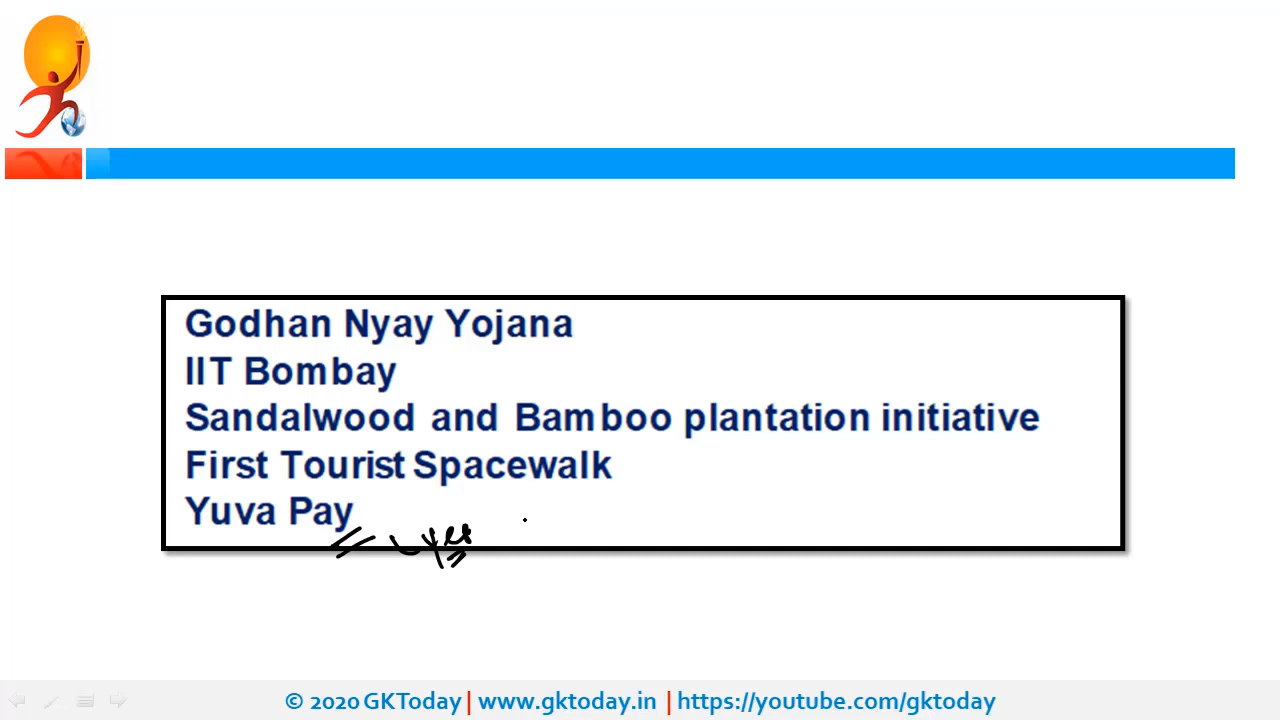 Godhan Nyay Yojana
IIT Bombay
Sandalwood and Bamboo plantation initiative
First Tourist Spacewalk
Yuva Pay
yes
© 2020 GKToday | www.gktoday.in | https://youtube.com/gktoday